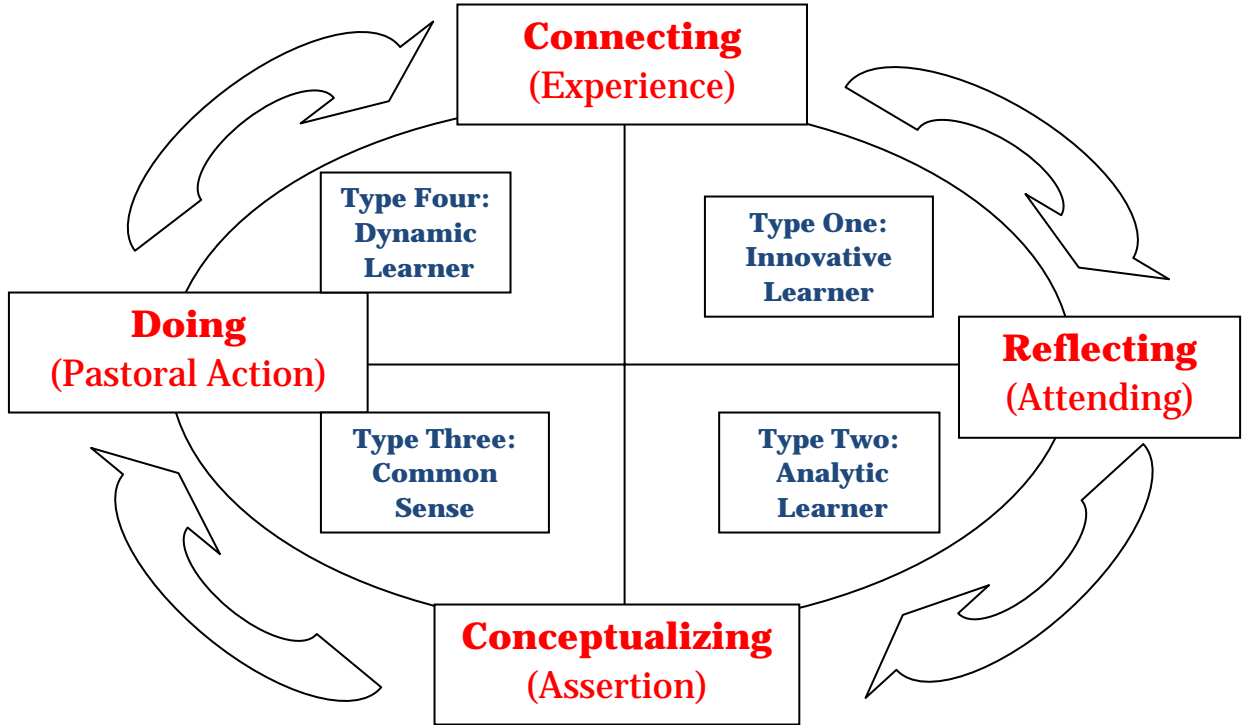 Connecting
(Experience)
Type Four:
Dynamic
Learner
Type One:
Innovative
Learner
Doing
(Pastoral Action)
Reflecting
(Attending)
Type Three:
Common
Sense
Type Two:
Analytic
Learner
Conceptualizing
(Assertion)